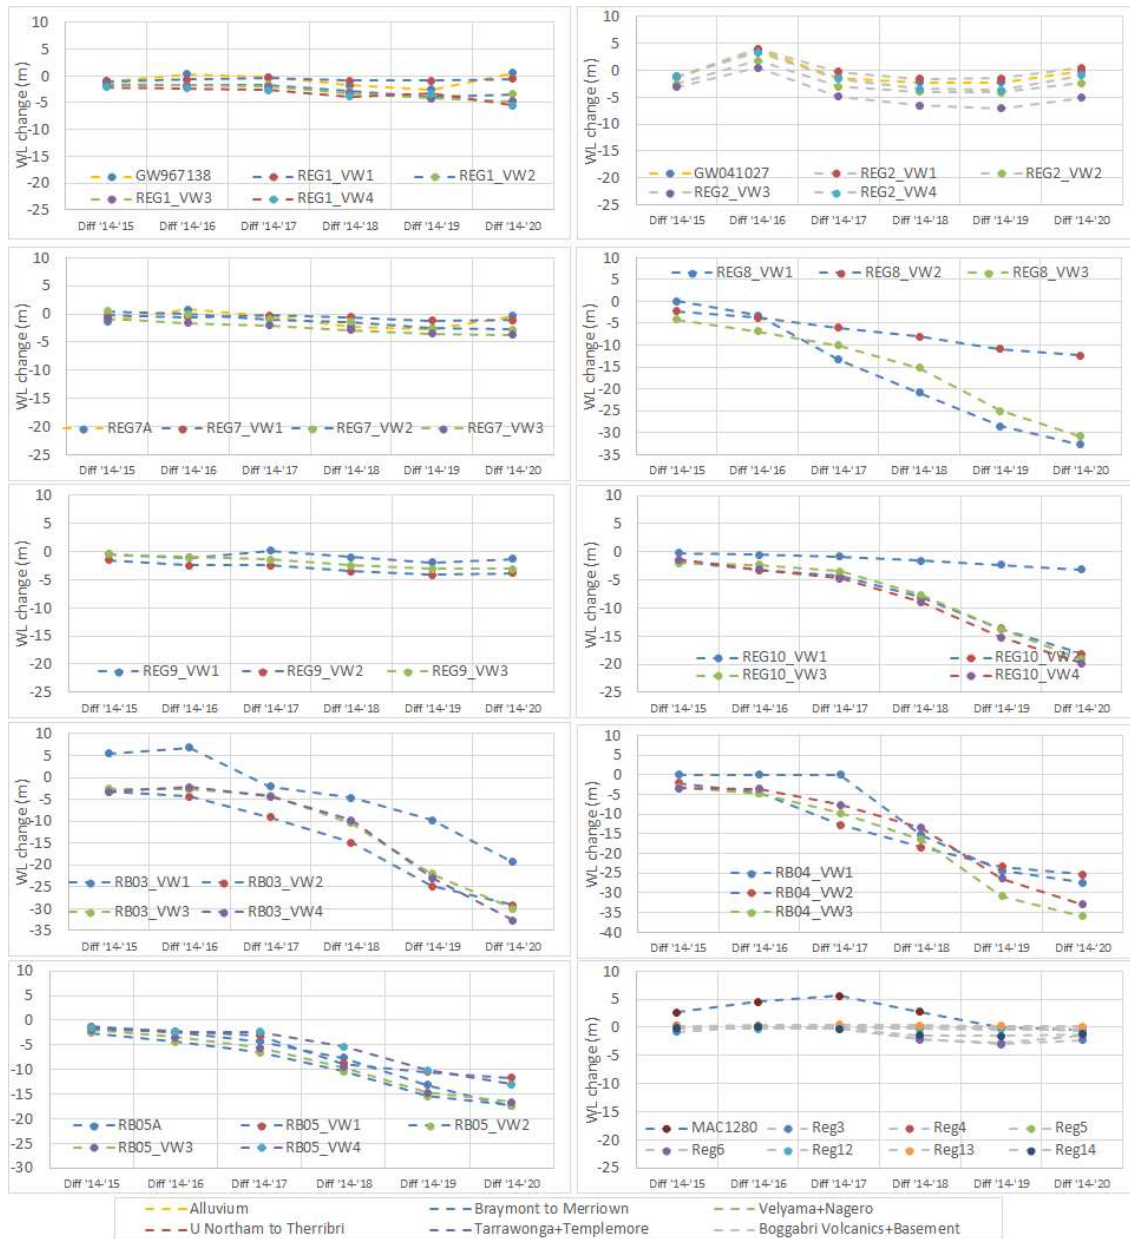 10
5
0
-5
-10
-15
-20
-25
WL change (m)
GW967138 REG1_VW1 REG1_VW2
REG1_VW3 REG1_VW4
Diff '14-'15 Diff '14-'16 Diff '14-'17 Diff '14-'18 Diff '14-'19 Diff '14-'20
10
5
0
-5
-10
-15
-20
-25
WL change (m)
GW041027 REG2_VW1 REG2_VW2
REG2_VW3 REG2_VW4
Diff '14-'15 Diff '14-'16 Diff '14-'17 Diff '14-'18 Diff '14-'19 Diff '14-'20
10
5
0
-5
-10
-15
-20
-25
WL change (m)
REG7A REG7_VW1 REG7_VW2 REG7_VW3
Diff '14-'15 Diff '14-'16 Diff '14-'17 Diff '14-'18 Diff '14-'19 Diff '14-'20
10
5
0
-5
-10
-15
-20
-25
-30
-35
WL change (m)
REG8_VW1 REG8_VW2 REG8_VW3
Diff '14-'15 Diff '14-'16 Diff '14-'17 Diff '14-'18 Diff '14-'19 Diff '14-'20
10
5
0
-5
-10
-15
-20
-25
WL change (m)
REG9_VW1 REG9_VW2 REG9_VW3
Diff '14-'15 Diff '14-'16 Diff '14-'17 Diff '14-'18 Diff '14-'19 Diff '14-'20
10
5
0
-5
-10
-15
-20
-25
WL change (m)
REG10_VW1 REG10_VW2
REG10_VW3 REG10_VW4
Diff '14-'15 Diff '14-'16 Diff '14-'17 Diff '14-'18 Diff '14-'19 Diff '14-'20
10
5
0
-5
-10
-15
-20
-25
-30
-35
WL change (m)
RB03_VW1 RB03_VW2
RB03_VW3 RB03_VW4
Diff '14-'15 Diff '14-'16 Diff '14-'17 Diff '14-'18 Diff '14-'19 Diff '14-'20
10
5
0
-5
-10
-15
-20
-25
-30
-35
-40
WL change (m)
RB04_VW1
RB04_VW2
RB04_VW3
Diff '14-'15 Diff '14-'16 Diff '14-'17 Diff '14-'18 Diff '14-'19 Diff '14-'20
10
5
0
-5
-10
-15
-20
-25
-30
WL change (m)
RB05A RB05_VW1 RB05_VW2
RB05_VW3 RB05_VW4
Diff '14-'15 Diff '14-'16 Diff '14-'17 Diff '14-'18 Diff '14-'19 Diff '14-'20
10
5
0
-5
-10
-15
-20
-25
WL change (m)
MAC1280 Reg3 Reg4 Reg5
Reg6 Reg12 Reg13 Reg14
Diff '14-'15 Diff '14-'16 Diff '14-'17 Diff '14-'18 Diff '14-'19 Diff '14-'20
Alluvium Braymont to Merriown Velyama+Nagero
U Northam to Therribri Tarrawonga+Templemore Boggabri Volcanics+Basement